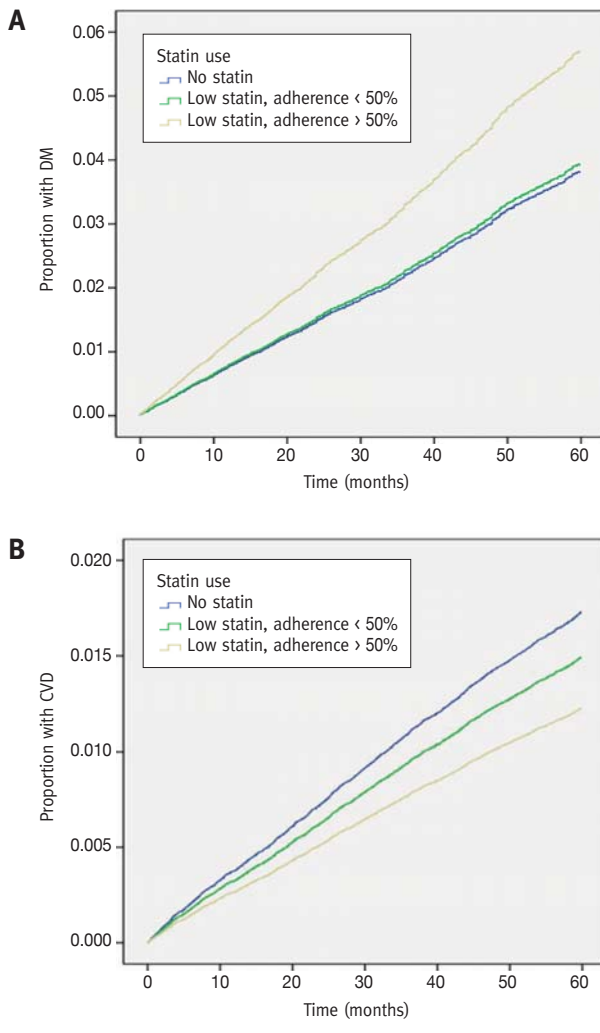 A
0.06
0.05
0.04
0.03
0.02
0.01
0.00
Proportion with DM
Statin use
No statin
Low statin, adherence < 50%
Low statin, adherence > 50%
0 10 20 30 40 50 60
Time (months)
B
0.020
0.015
0.010
0.005
0.000
Proportion with CVD
Statin use
No statin
Low statin, adherence < 50%
Low statin, adherence > 50%
0 10 20 30 40 50 60
Time (months)